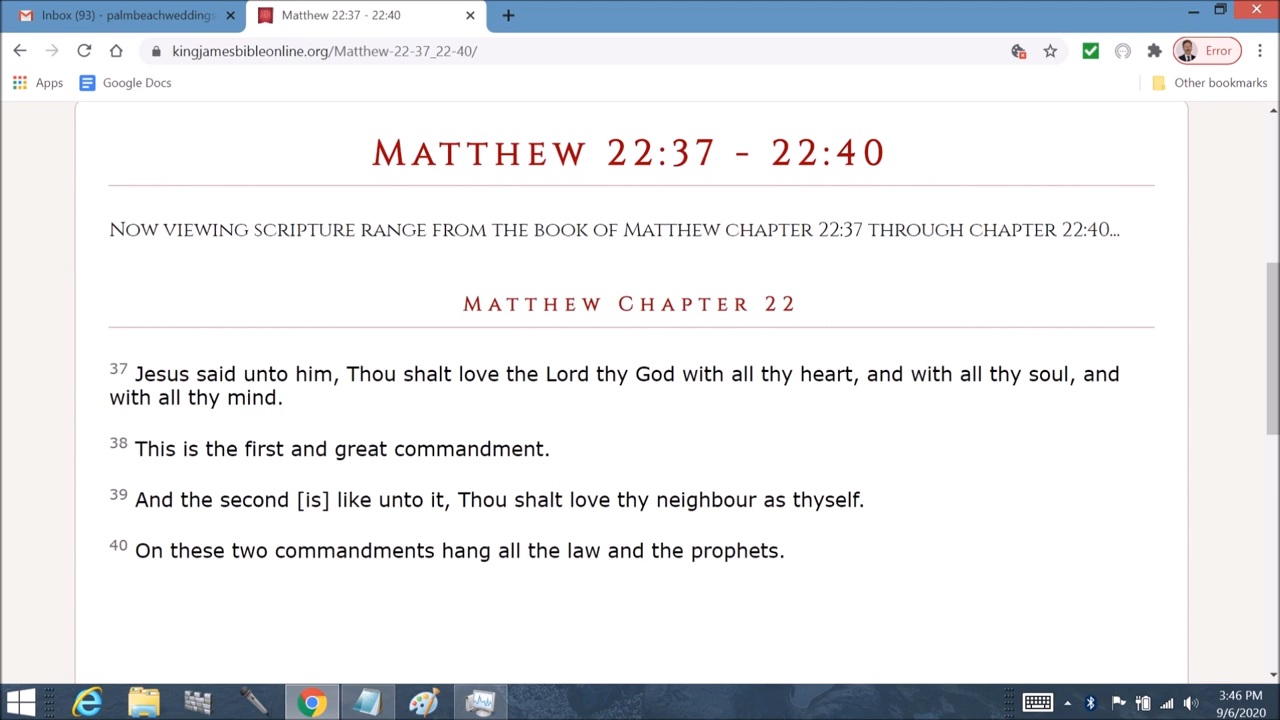 Inbox (93) - palmbeachweddings
Matthew 22:37 - 22:40
kingjamesbibleonline.org/Matthew-22-37_22-40/
Error
Apps
Google Docs
Other bookmarks
Matthew 22:37 - 22:40
Now viewing scripture range from the book of Matthew chapter 22:37 through chapter 22:40...
Matthew Chapter 22
37 Jesus said unto him, Thou shalt love the Lord thy God with all thy heart, and with all thy soul, and
with all thy mind.
38 This is the first and great commandment.
39 And the second [is] like unto it, Thou shalt love thy neighbour as thyself.
40 On these two commandments hang all the law and the prophets.
3:46 PM
9/6/2020